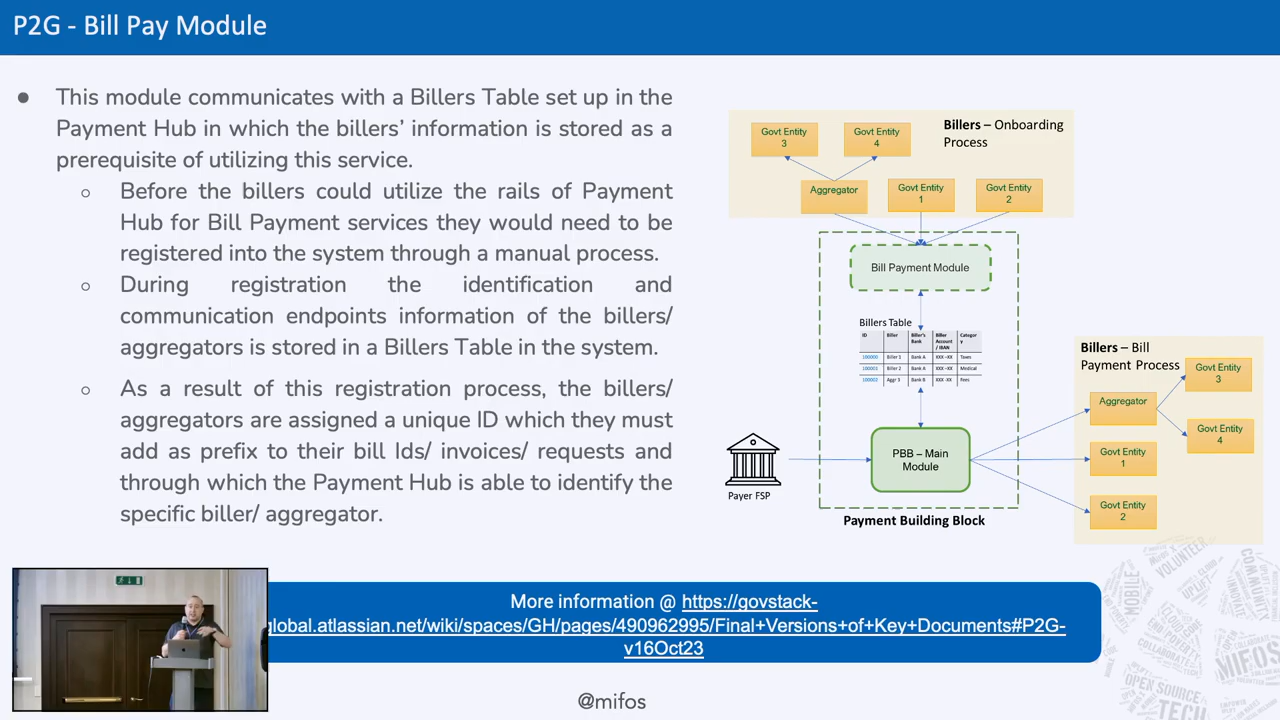 P2G - Bill Pay Module
● This module communicates with a Billers Table set up in the
Payment Hub in which the billers’ information is stored as a
prerequisite of utilizing this service.
○ Before the billers could utilize the rails of Payment
Hub for Bill Payment services they would need to be
registered into the system through a manual process.
○ During registration the identification and
communication endpoints information of the billers/
aggregators is stored in a Billers Table in the system.
○ As a result of this registration process, the billers/
aggregators are assigned a unique ID which they must
add as prefix to their bill Ids/ invoices/ requests and
through which the Payment Hub is able to identify the
specific biller/ aggregator.
Billers – Onboarding
Process
Govt Entity
3
Govt Entity
4
Aggregator
Govt Entity
1
Govt Entity
2
Bill Payment Module
Billers Table
ID Biller Biller's Bank Biller Account / IBAN Category
100000 Biller 1 Bank A XXX –XX Taxes
100001 Biller 2 Bank A XXX –XX Medical
100002 Aggr 3 Bank B XXX -XX Fees
PBB – Main
Module
Payer FSP
Payment Building Block
Billers – Bill
Payment Process
Govt Entity
3
Aggregator
Govt Entity
4
Govt Entity
1
Govt Entity
2
More information @ https://govstack-
global.atlassian.net/wiki/spaces/GH/pages/490962995/Final+Versions+of+Key+Documents#P2G-
v16Oct23
@mifos
MOBILE
VOLUNTEER
CLOUD
UPLIFT
COMMUNITY
COLLABORATE
MIFOS
OPEN SOURCE
TECH